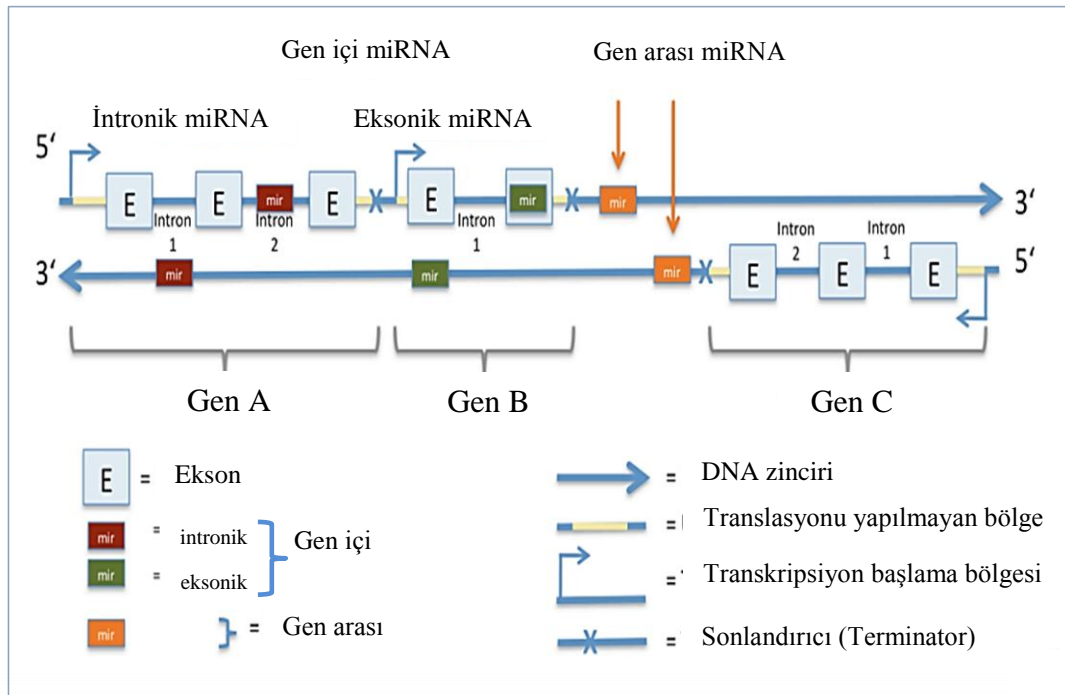 Gen içi miRNA Gen arası miRNA
İntronik miRNA Eksonik miRNA
5‘
E E mir E E mir mir
3‘
Intron 1 Intron 2 Intron 1
Intron 2 Intron 1
3‘ mir mir mir E E E 5‘
Gen A Gen B Gen C
E = Ekson
mir = intronik
mir = eksonik
Gen içi
mir = Gen arası
= DNA zinciri
= Translasyonu yapılmayan bölge
= Transkripsiyon başlama bölgesi
= Sonlandırıcı (Terminator)